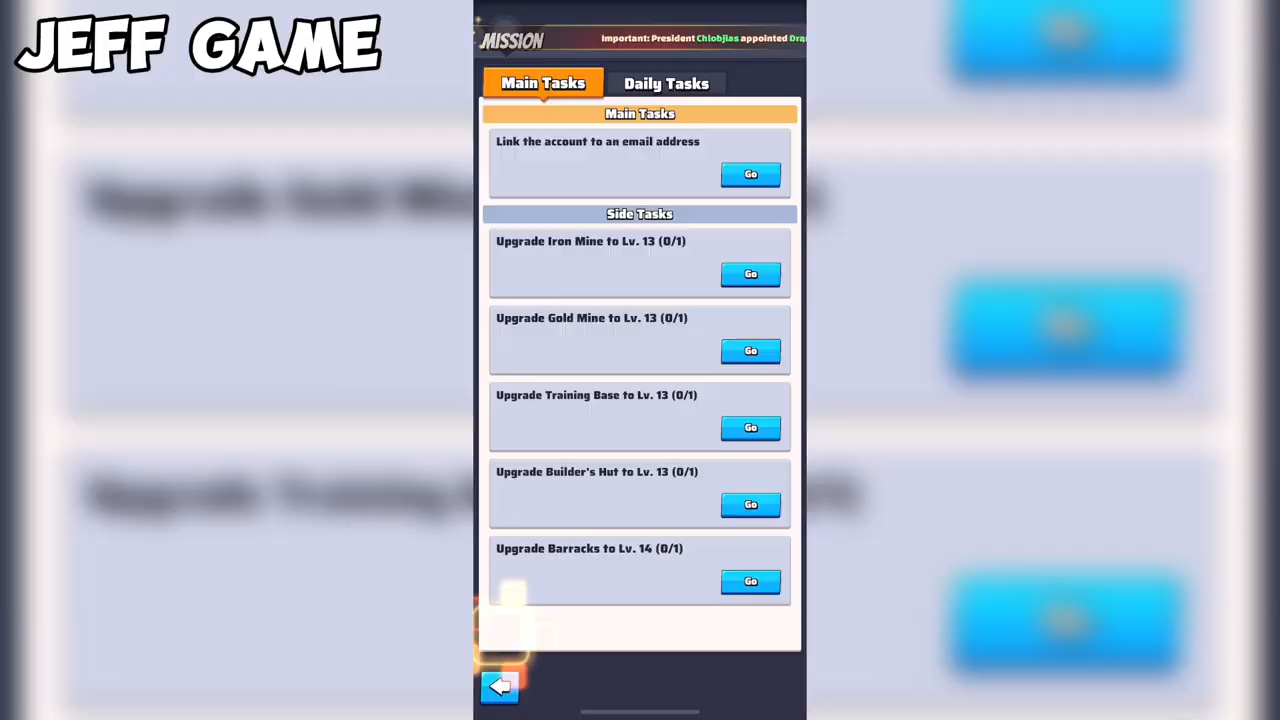 JEFF GAME
MISSION
Important: President Chlobjias appointed
Main Tasks
Daily Tasks
Main Tasks
Link the account to an email address
Go
Side Tasks
Upgrade Iron Mine to Lv. 13 (0/1)
Go
Upgrade Gold Mine to Lv. 13 (0/1)
Go
Upgrade Training Base to Lv. 13 (0/1)
Go
Upgrade Builder's Hut to Lv. 13 (0/1)
Go
Upgrade Barracks to Lv. 14 (0/1)
Go